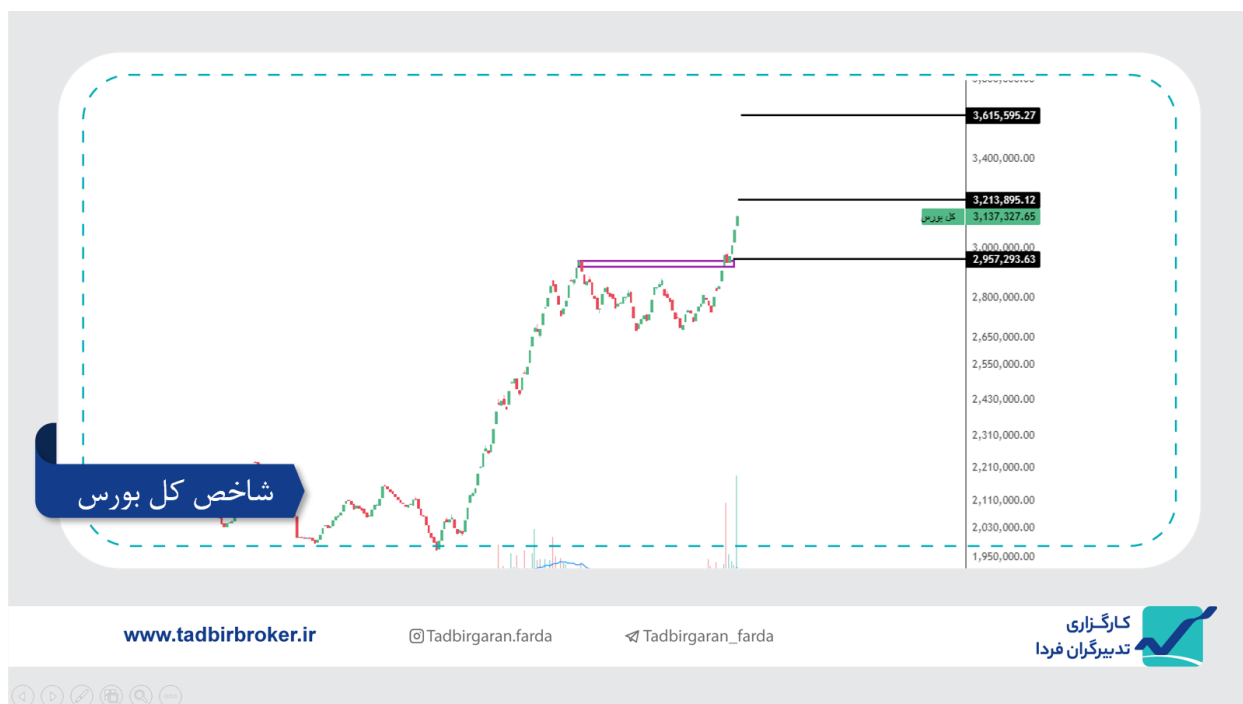 3,615,595.27
3,400,000.00
3,213,895.12
کل بورس 3,137,327.65
3,000,000.00
2,957,293.63
2,800,000.00
2,650,000.00
2,550,000.00
2,430,000.00
2,310,000.00
2,210,000.00
2,110,000.00
2,030,000.00
1,950,000.00
شاخص کل بورس
www.tadbirbroker.ir
Tadbirgaran.farda
Tadbirgaran_farda
کارگزاری
تدبیرگران فردا